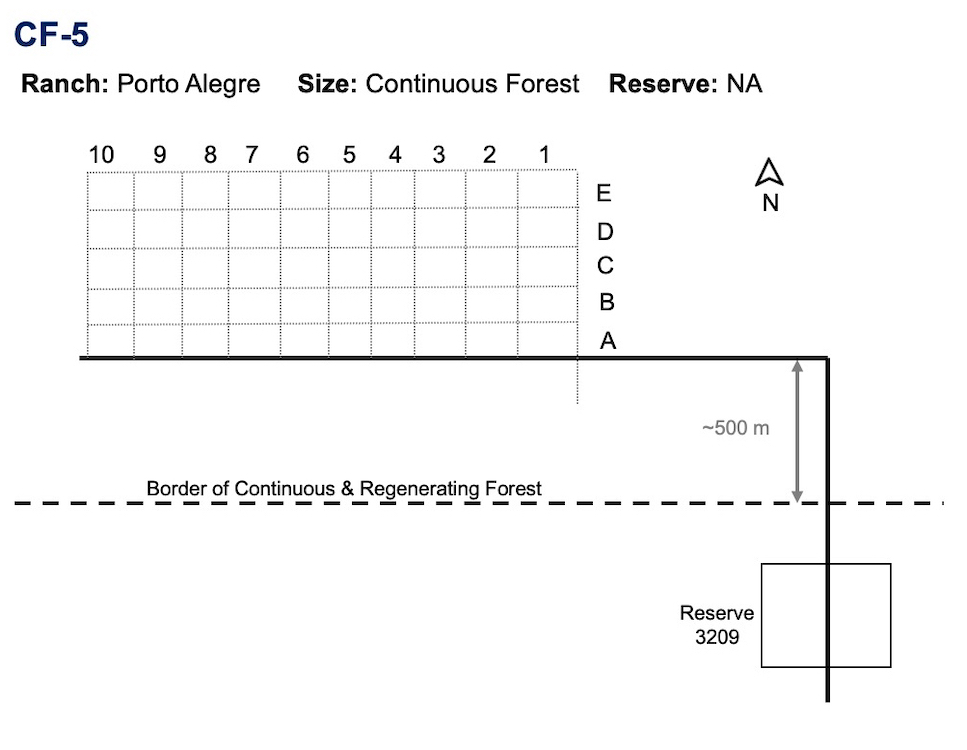 CF-5
Ranch: Porto Alegre Size: Continuous Forest Reserve: NA
10 9 8 7 6 5 4 3 2 1
E
N
D
C
B
A
~500 m
Border of Continuous & Regenerating Forest
Reserve
3209